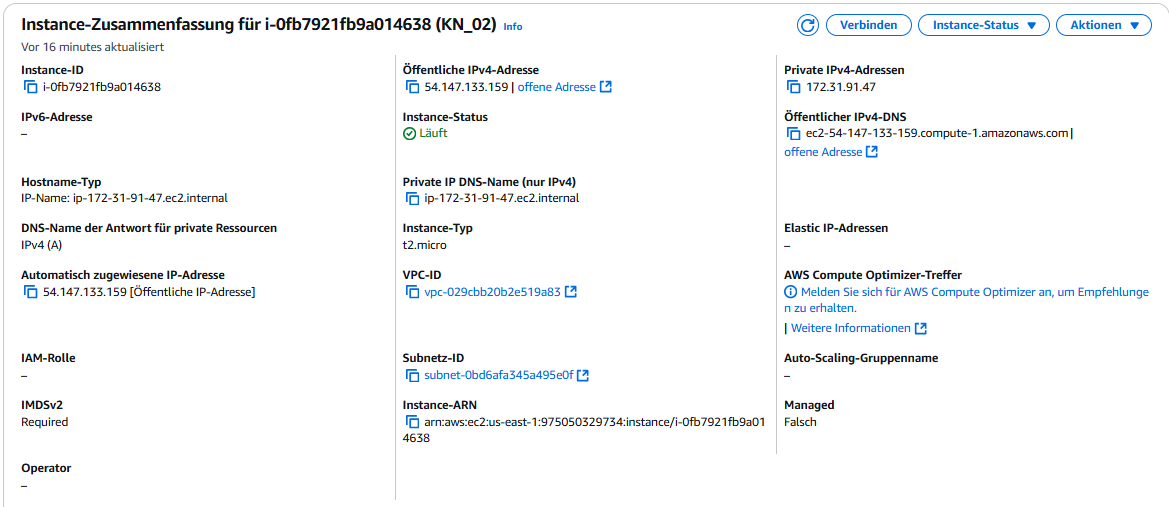 Instance-Zusammenfassung für i-0fb7921fb9a014638 (KN_02) Info
Verbinden
Instance-Status
Aktionen
Vor 16 minutes aktualisiert
Instance-ID
i-0fb7921fb9a014638
Öffentliche IPv4-Adresse
54.147.133.159 | offene Adresse
Private IPv4-Adressen
172.31.91.47
IPv6-Adresse
–
Instance-Status
Läuft
Öffentlicher IPv4-DNS
ec2-54-147-133-159.compute-1.amazonaws.com |
offene Adresse
Hostname-Typ
IP-Name: ip-172-31-91-47.ec2.internal
Private IP DNS-Name (nur IPv4)
ip-172-31-91-47.ec2.internal
DNS-Name der Antwort für private Ressourcen
IPv4 (A)
Instance-Typ
t2.micro
Elastic IP-Adressen
–
Automatisch zugewiesene IP-Adresse
54.147.133.159 [Öffentliche IP-Adresse]
VPC-ID
vpc-029cbb20b2e519a83
AWS Compute Optimizer-Treffer
Melden Sie sich für AWS Compute Optimizer an, um Empfehlunge
n zu erhalten.
| Weitere Informationen
IAM-Rolle
–
Subnetz-ID
subnet-0bd6afa345a495e0f
Auto-Scaling-Gruppenname
–
IMDSv2
Required
Instance-ARN
arn:aws:ec2:us-east-1:975050329734:instance/i-0fb7921fb9a01
4638
Managed
Falsch
Operator
–